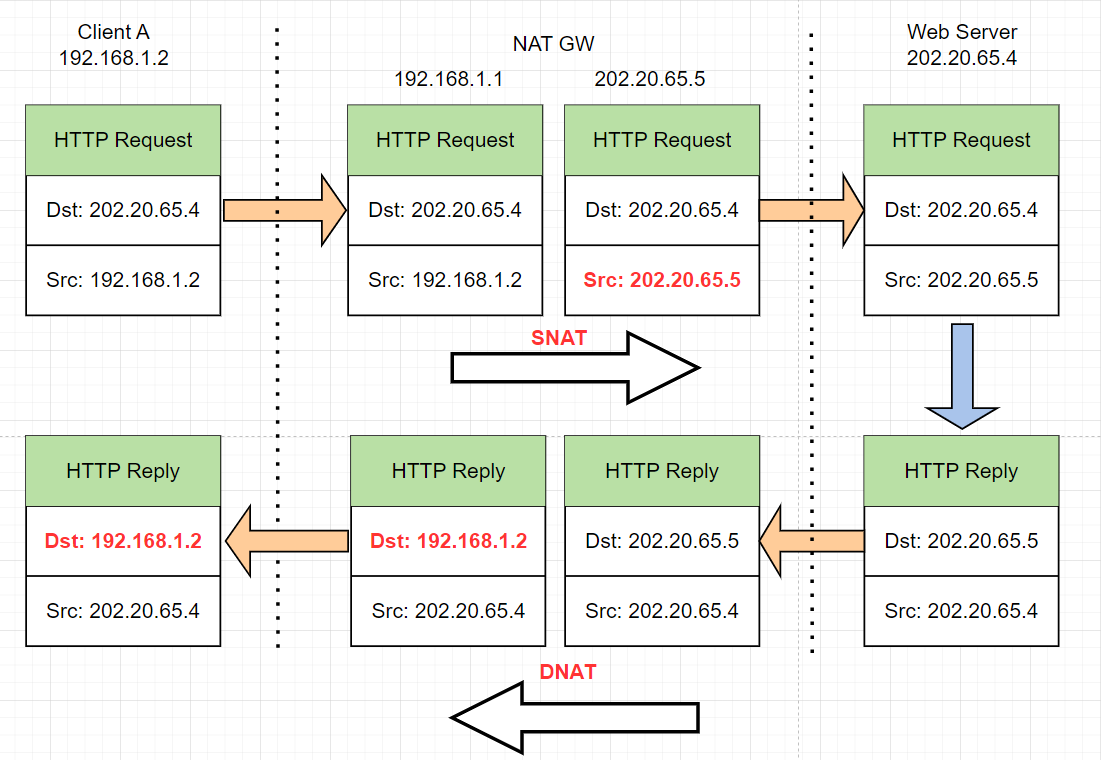 Client A
192.168.1.2
NAT GW
192.168.1.1
202.20.65.5
Web Server
202.20.65.4
HTTP Request
Dst: 202.20.65.4
Src: 192.168.1.2
HTTP Request
Dst: 202.20.65.4
Src: 192.168.1.2
HTTP Request
Dst: 202.20.65.4
Src: 202.20.65.5
HTTP Request
Dst: 202.20.65.4
Src: 202.20.65.5
SNAT
HTTP Reply
Dst: 192.168.1.2
Src: 202.20.65.4
HTTP Reply
Dst: 192.168.1.2
Src: 202.20.65.4
HTTP Reply
Dst: 202.20.65.5
Src: 202.20.65.4
HTTP Reply
Dst: 202.20.65.5
Src: 202.20.65.4
DNAT